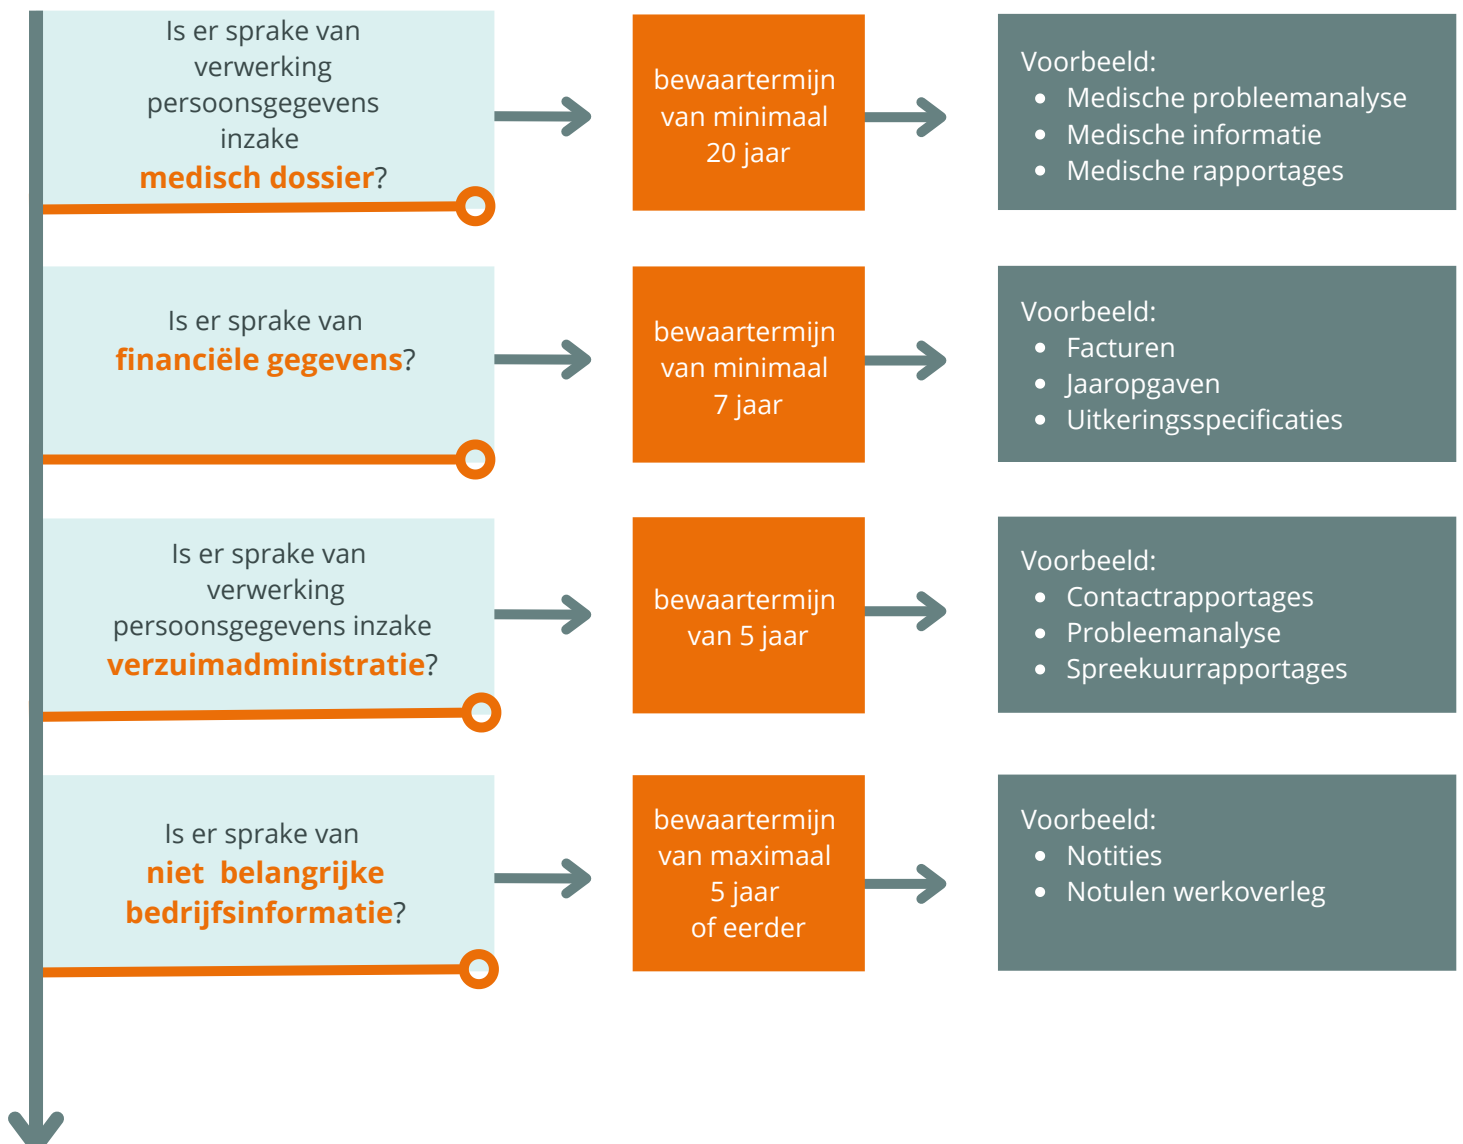 Is er sprake van
verwerking
persoonsgegevens
inzake
medisch dossier?
bewaartermijn
van minimaal
20 jaar
Voorbeeld:
• Medische probleemanalyse
• Medische informatie
• Medische rapportages
Is er sprake van
financiële gegevens?
bewaartermijn
van minimaal
7 jaar
Voorbeeld:
• Facturen
• Jaaropgaven
• Uitkeringsspecificaties
Is er sprake van
verwerking
persoonsgegevens inzake
verzuimadministratie?
bewaartermijn
van 5 jaar
Voorbeeld:
• Contactrapportages
• Probleemanalyse
• Spreekuurrapportages
Is er sprake van
niet belangrijke
bedrijfsinformatie?
bewaartermijn
van maximaal
5 jaar
of eerder
Voorbeeld:
• Notities
• Notulen werkoverleg